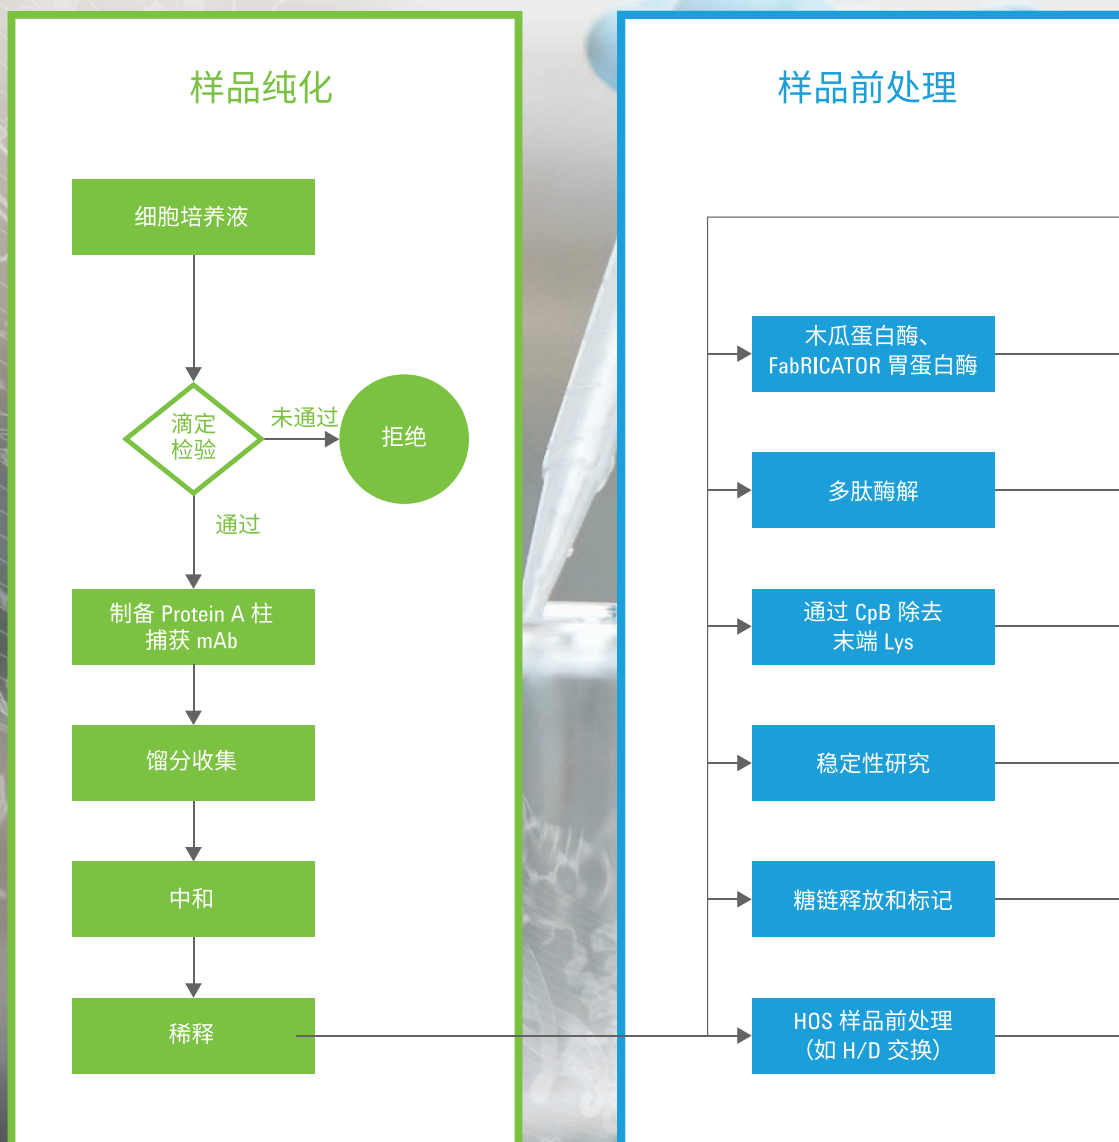 样品纯化
细胞培养液
滴定
检验
未通过
拒绝
通过
制备 Protein A 柱
捕获 mAb
馏分收集
中和
稀释
样品前处理
木瓜蛋白酶、
FabRICATOR 胃蛋白酶
多肽酶解
通过 CpB 除去
末端 Lys
稳定性研究
糖链释放和标记
HOS 样品前处理
（如 H/D 交换）